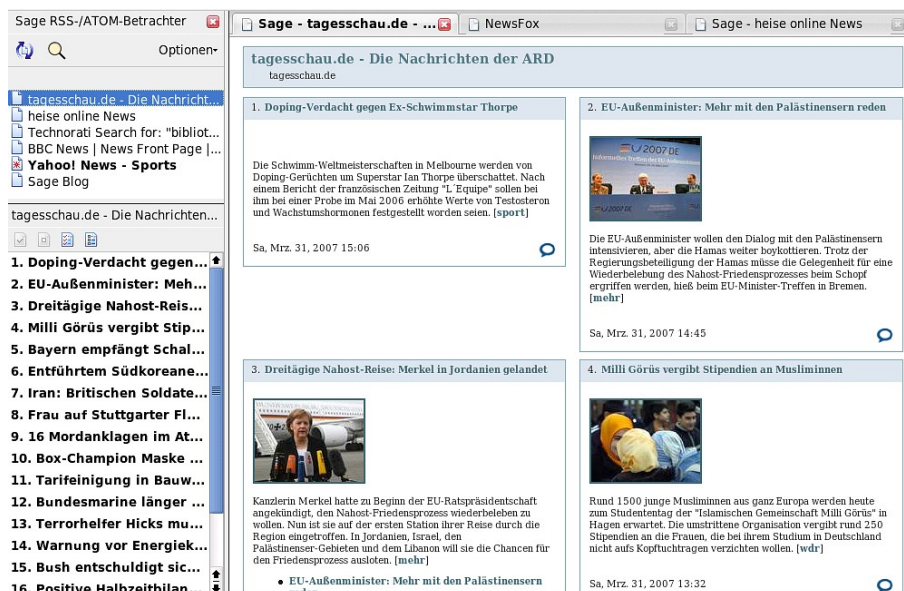 Sage RSS-/ATOM-Betrachter
Optionen
tagesschau.de - Die Nachricht...
heise online News
Technorati Search for: "bibliot...
BBC News | News Front Page |...
Yahoo! News - Sports
Sage Blog
tagesschau.de - Die Nachrichten...
1. Doping-Verdacht gegen...
2. EU-Außenminister: Meh...
3. Dreitägige Nahost-Reis...
4. Milli Görüs vergibt Stip...
5. Bayern empfängt Schal...
6. Entführtem Südkoreane...
7. Iran: Britischen Soldate...
8. Frau auf Stuttgarter Fl...
9. 16 Mordanklagen im At...
10. Box-Champion Maske ...
11. Tarifeinigung in Bauw...
12. Bundesmarine länger ...
13. Terrorhelfer Hicks mu...
14. Warnung vor Energiek...
15. Bush entschuldigt sic...
16. Positive Halbzeitbilan...
Sage - tagesschau.de - ...
NewsFox
Sage - heise online News
tagesschau.de - Die Nachrichten der ARD
tagesschau.de
1. Doping-Verdacht gegen Ex-Schwimmstar Thorpe
Die Schwimm-Weltmeisterschaften in Melbourne werden von
Doping-Gerüchten um Superstar Ian Thorpe überschattet. Nach
einem Bericht der französischen Zeitung "L´Equipe" sollen bei
ihm bei einer Probe im Mai 2006 erhöhte Werte von Testosteron
und Wachstumshormonen festgestellt worden seien. [sport]
Sa, Mrz. 31, 2007 15:06
2. EU-Außenminister: Mehr mit den Palästinensern reden
2007 DE
Informelles Treffen der EU-Außenminister
Die EU-Außenminister wollen den Dialog mit den Palästinensern
intensivieren, aber die Hamas weiter boykottieren. Trotz der
Regierungsbeteiligung der Hamas müsse die Gelegenheit für eine
Wiederbelebung des Nahost-Friedensprozesses beim Schopf
ergriffen werden, hieß beim EU-Minister-Treffen in Bremen.
[mehr]
Sa, Mrz. 31, 2007 14:45
3. Dreitägige Nahost-Reise: Merkel in Jordanien gelandet
Kanzlerin Merkel hatte zu Beginn der EU-Ratspräsidentschaft
angekündigt, den Nahost-Friedensprozess wiederbeleben zu
wollen. Nun ist sie auf der ersten Station ihrer Reise durch die
Region eingetroffen. In Jordanien, Israel, den
Palästinenser-Gebieten und dem Libanon will sie die Chancen für
den Friedensprozess ausloten. [mehr]
EU-Außenminister: Mehr mit den Palästinensern
4. Milli Görüs vergibt Stipendien an Musliminnen
Rund 1500 junge Musliminnen aus ganz Europa werden heute
zum Studententag der "Islamischen Gemeinschaft Milli Görüs" in
Hagen erwartet. Die umstrittene Organisation vergibt rund 250
Stipendien an die Frauen, die bei ihrem Studium in Deutschland
nicht aufs Kopftuchtragen verzichten wollen. [wdr]
Sa, Mrz. 31, 2007 13:32